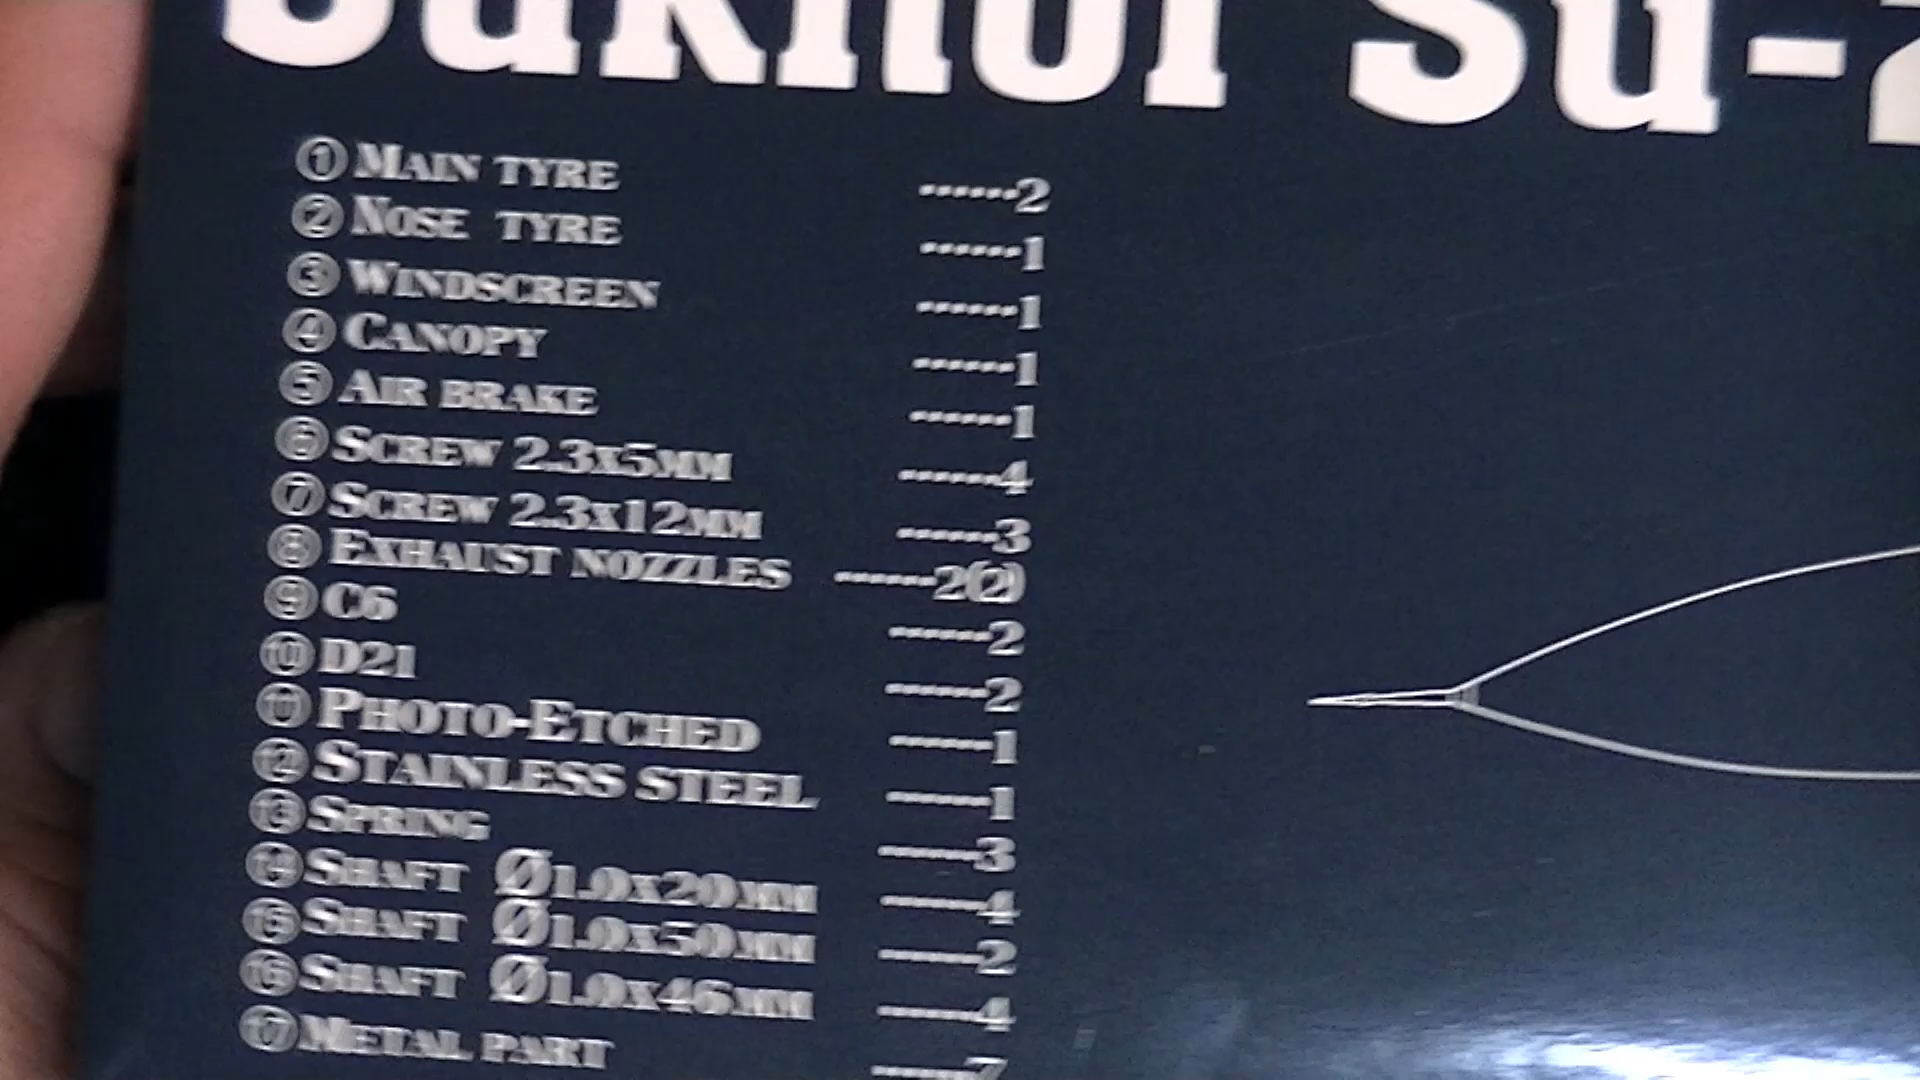 Sukhoi Su-2
① MAIN TYRE ------2
② NOSE TYRE ------1
③ WINDSCREEN ------1
④ CANOPY ------1
⑤ AIR BRAKE ------1
⑥ SCREW 2.3x5MM ------4
⑦ SCREW 2.3x12MM ------3
⑧ EXHAUST NOZZLES ------2(2)
⑨ C6 ------2
⑩ D21 ------2
⑪ PHOTO-ETCHED ------1
⑫ STAINLESS STEEL ------1
⑬ SPRING ------3
⑭ SHAFT Ø1.0x20MM ------4
⑮ SHAFT Ø1.0x50MM ------2
⑯ SHAFT Ø1.0x46MM ------4
⑰ METAL PART ------7